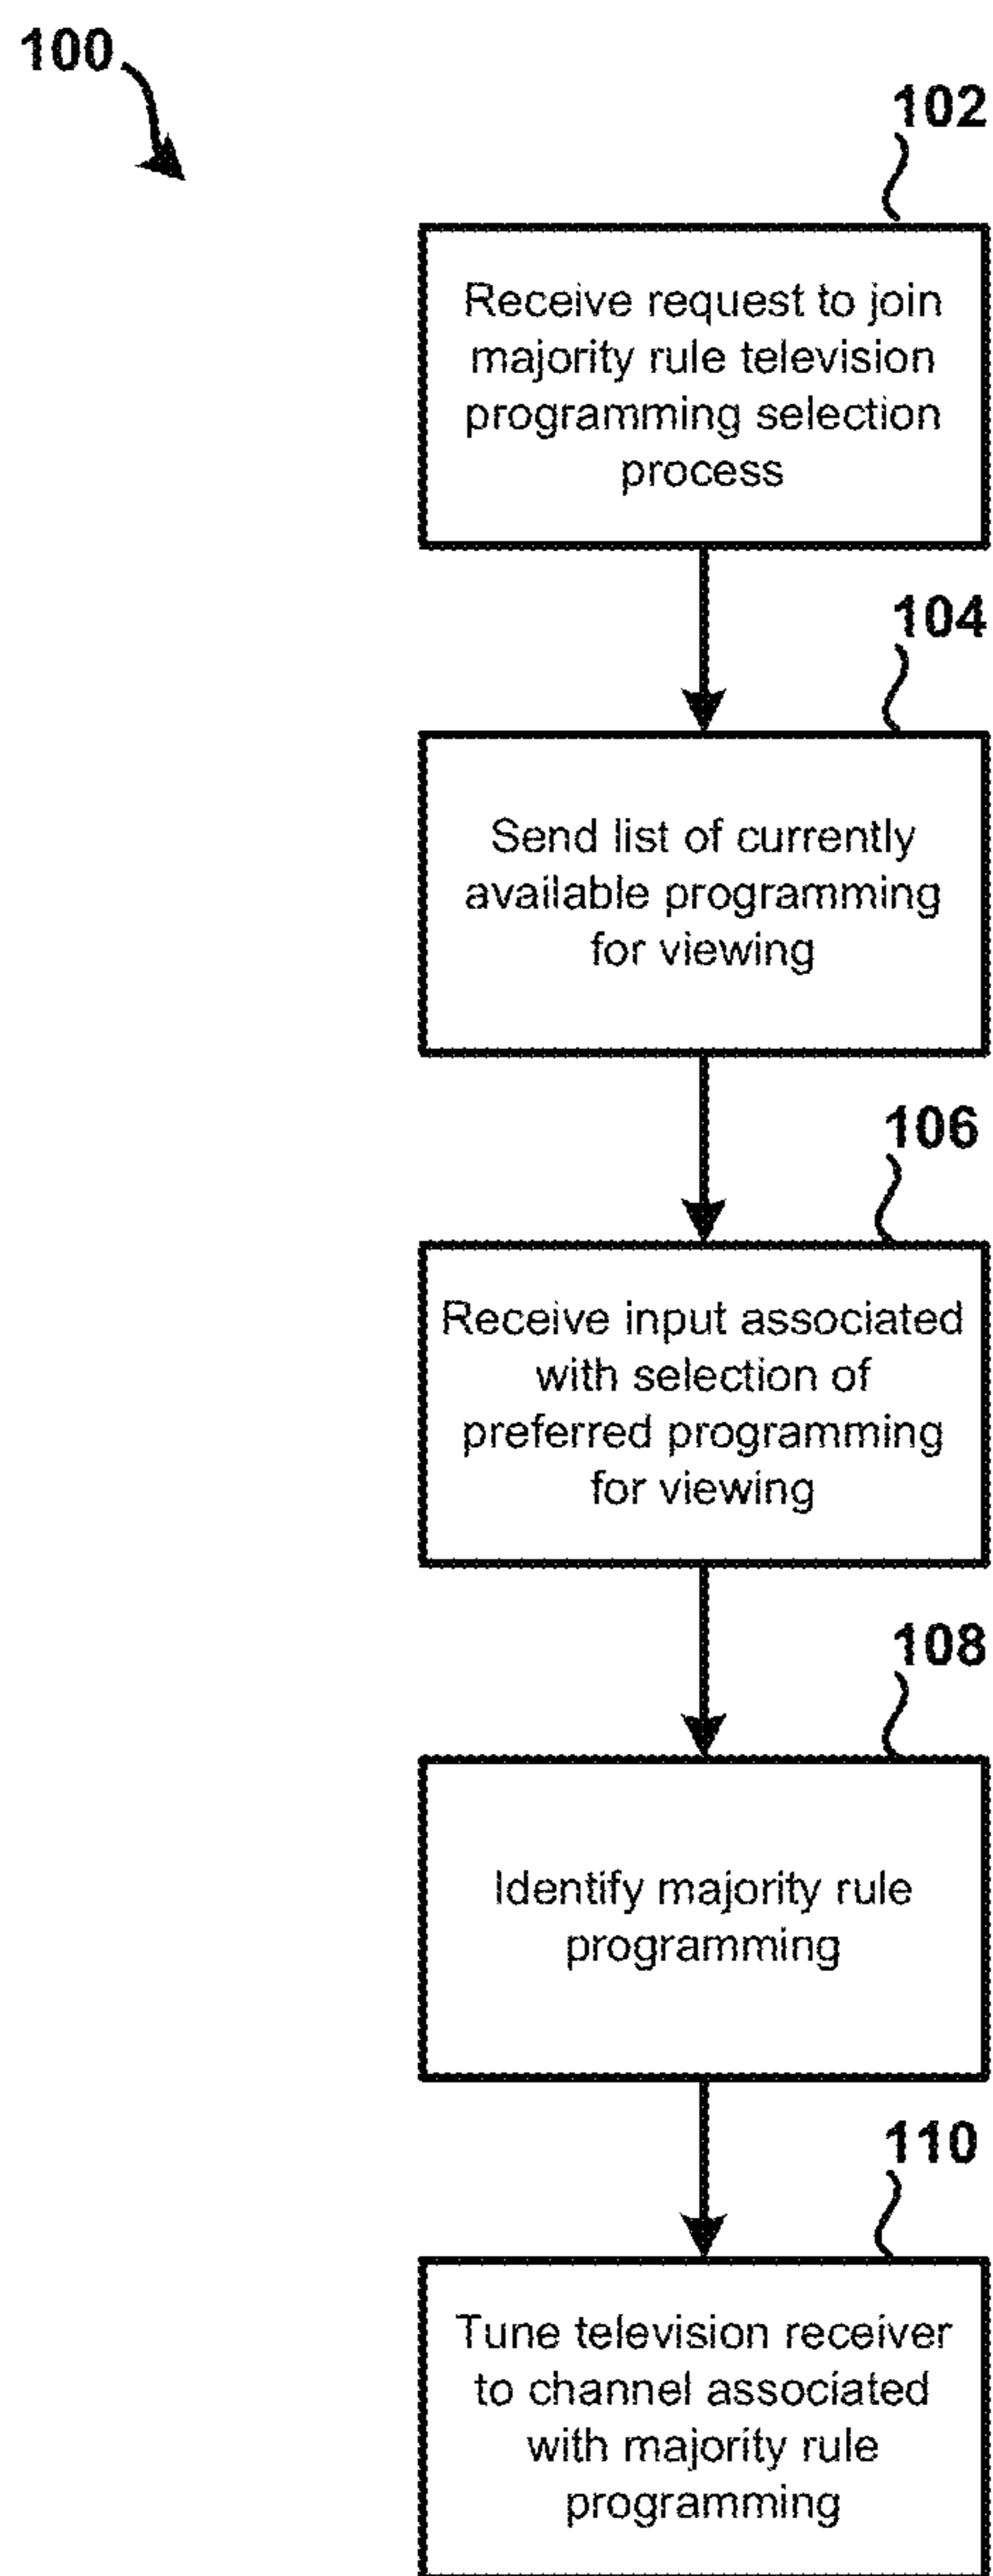 100
102
Receive request to join
majority rule television
programming selection
process
104
Send list of currently
available programming
for viewing
106
Receive input associated
with selection of
preferred programming
for viewing
108
Identify majority rule
programming
110
Tune television receiver
to channel associated
with majority rule
programming